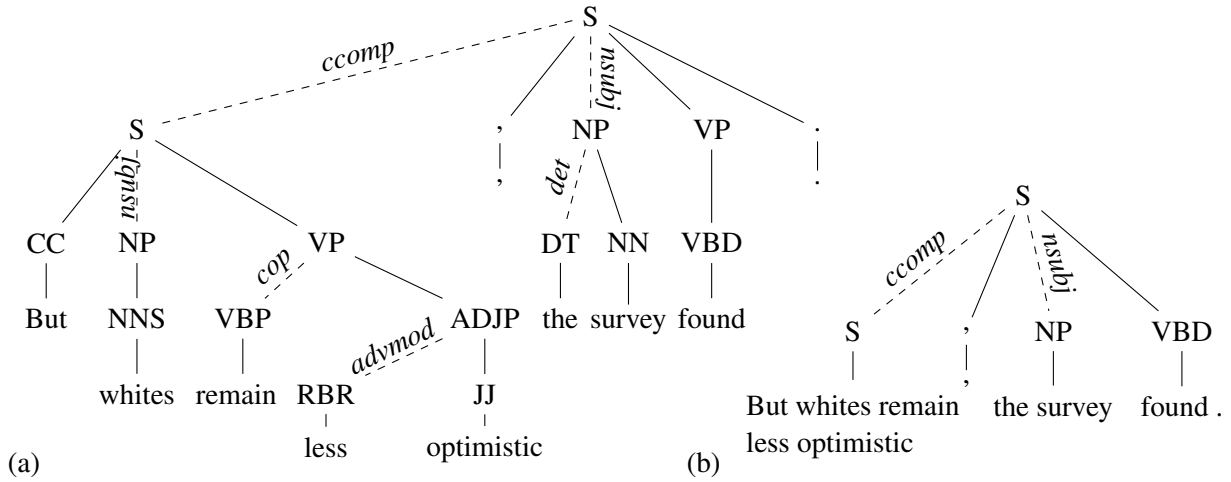 S
ccomp nsubj
S , NP VP .
nsubj det
, .
S
CC NP VP DT NN VBD
cop ccomp nsubj
But NNS VBP ADJP the survey found
advmod
S , NP VBD
whites remain RBR JJ
,
But whites remain the survey found .
less optimistic
less optimistic
(a) (b)